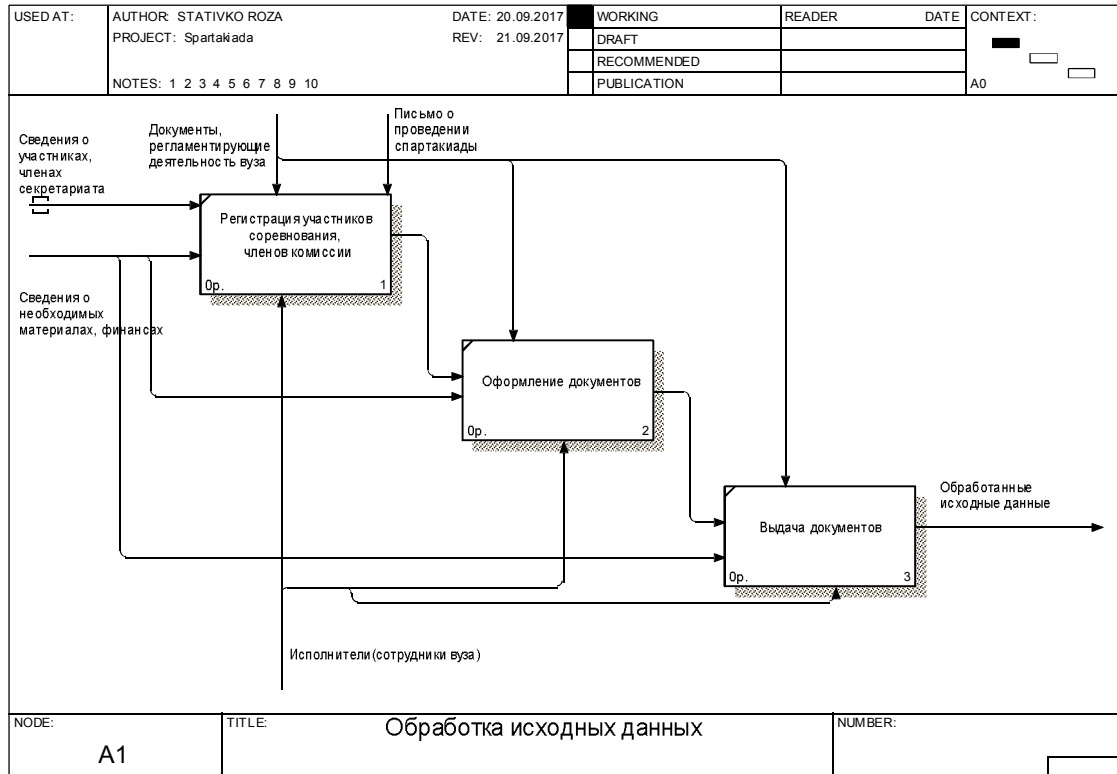 USED AT:
AUTHOR: STATIVKO ROZA
DATE: 20.09.2017
PROJECT: Spartakiada
REV: 21.09.2017
NOTES: 1 2 3 4 5 6 7 8 9 10
WORKING
DRAFT
RECOMMENDED
PUBLICATION
READER DATE
CONTEXT:
A0
Сведения о
участниках,
членах
секретариата
Документы,
регламентирующие
деятельность вуза
Письмо о
проведении
спартакиады
Регистрация участников
соревнования,
членов комиссии
0р. 1
Сведения о
необходимых
материалах, финансах
Оформление документов
0р. 2
Выдача документов
0р. 3
Обработанные
исходные данные
Исполнители (сотрудники вуза)
NODE:
A1
TITLE:
Обработка исходных данных
NUMBER: